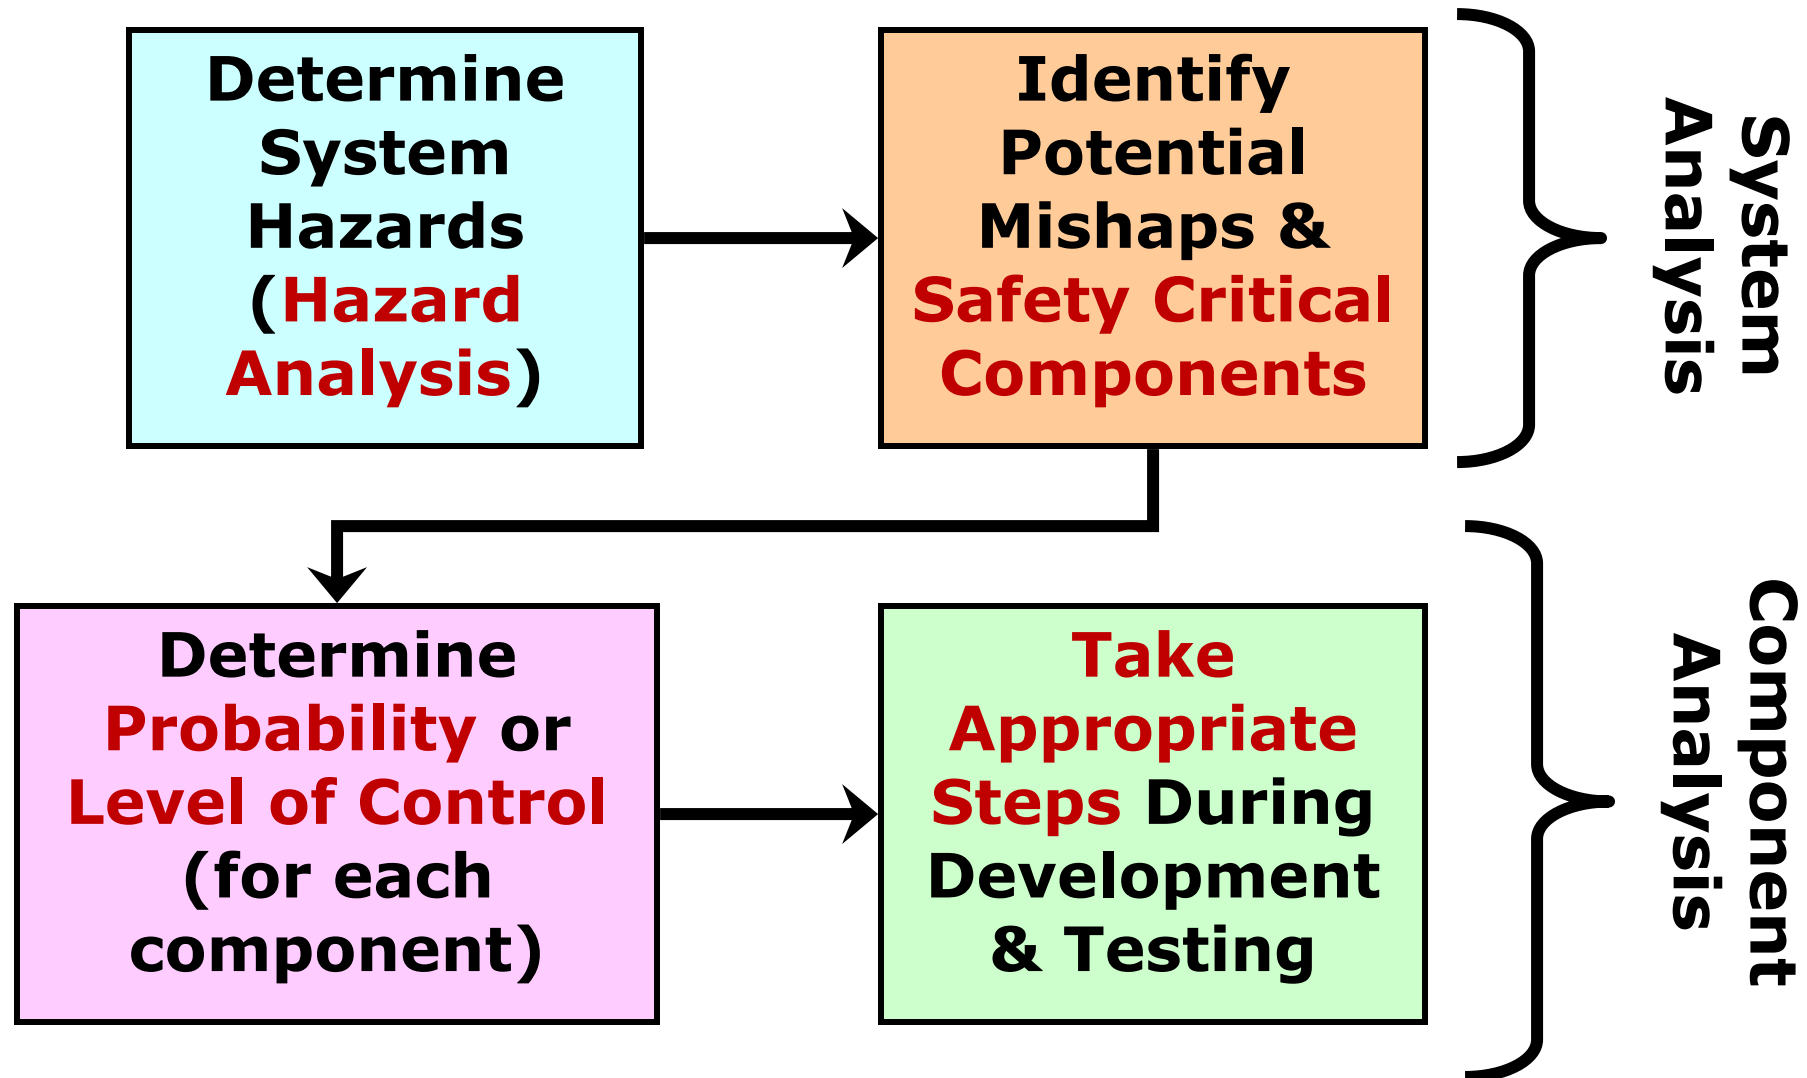 Determine
System
Hazards
(Hazard
Analysis)
Identify
Potential
Mishaps &
Safety Critical
Components
System
Analysis
Determine
Probability or
Level of Control
(for each
component)
Take
Appropriate
Steps During
Development
& Testing
Component
Analysis